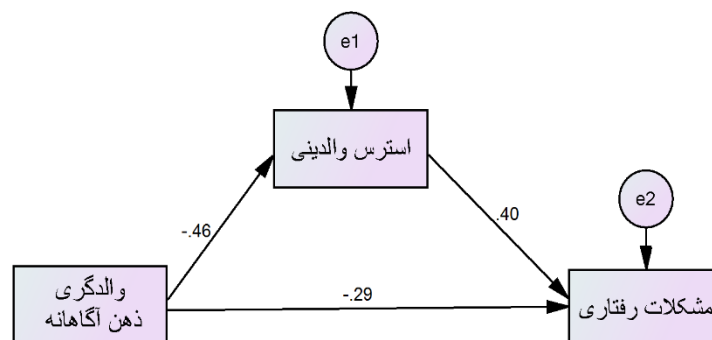 e1
استرس والدینی
e2
-.46
.40
والدگری
ذهن آگاهانه
-.29
مشکلات رفتاری